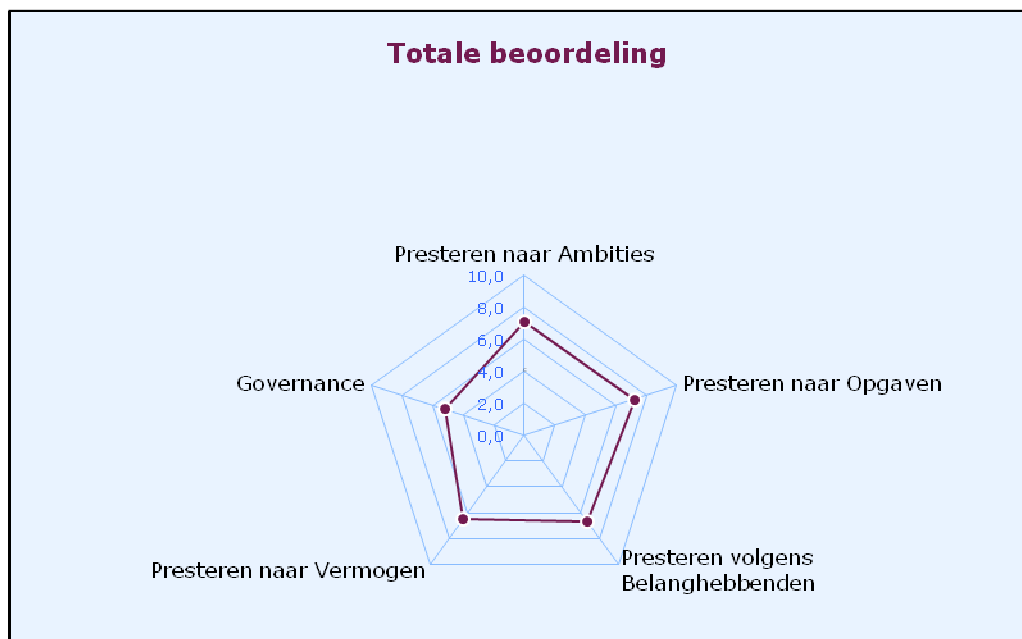 Totale beoordeling
Presteren naar Ambities
10,0
8,0
6,0
4,0
2,0
0,0
Governance
Presteren naar Opgaven
Presteren naar Vermogen
Presteren volgens
Belanghebbenden